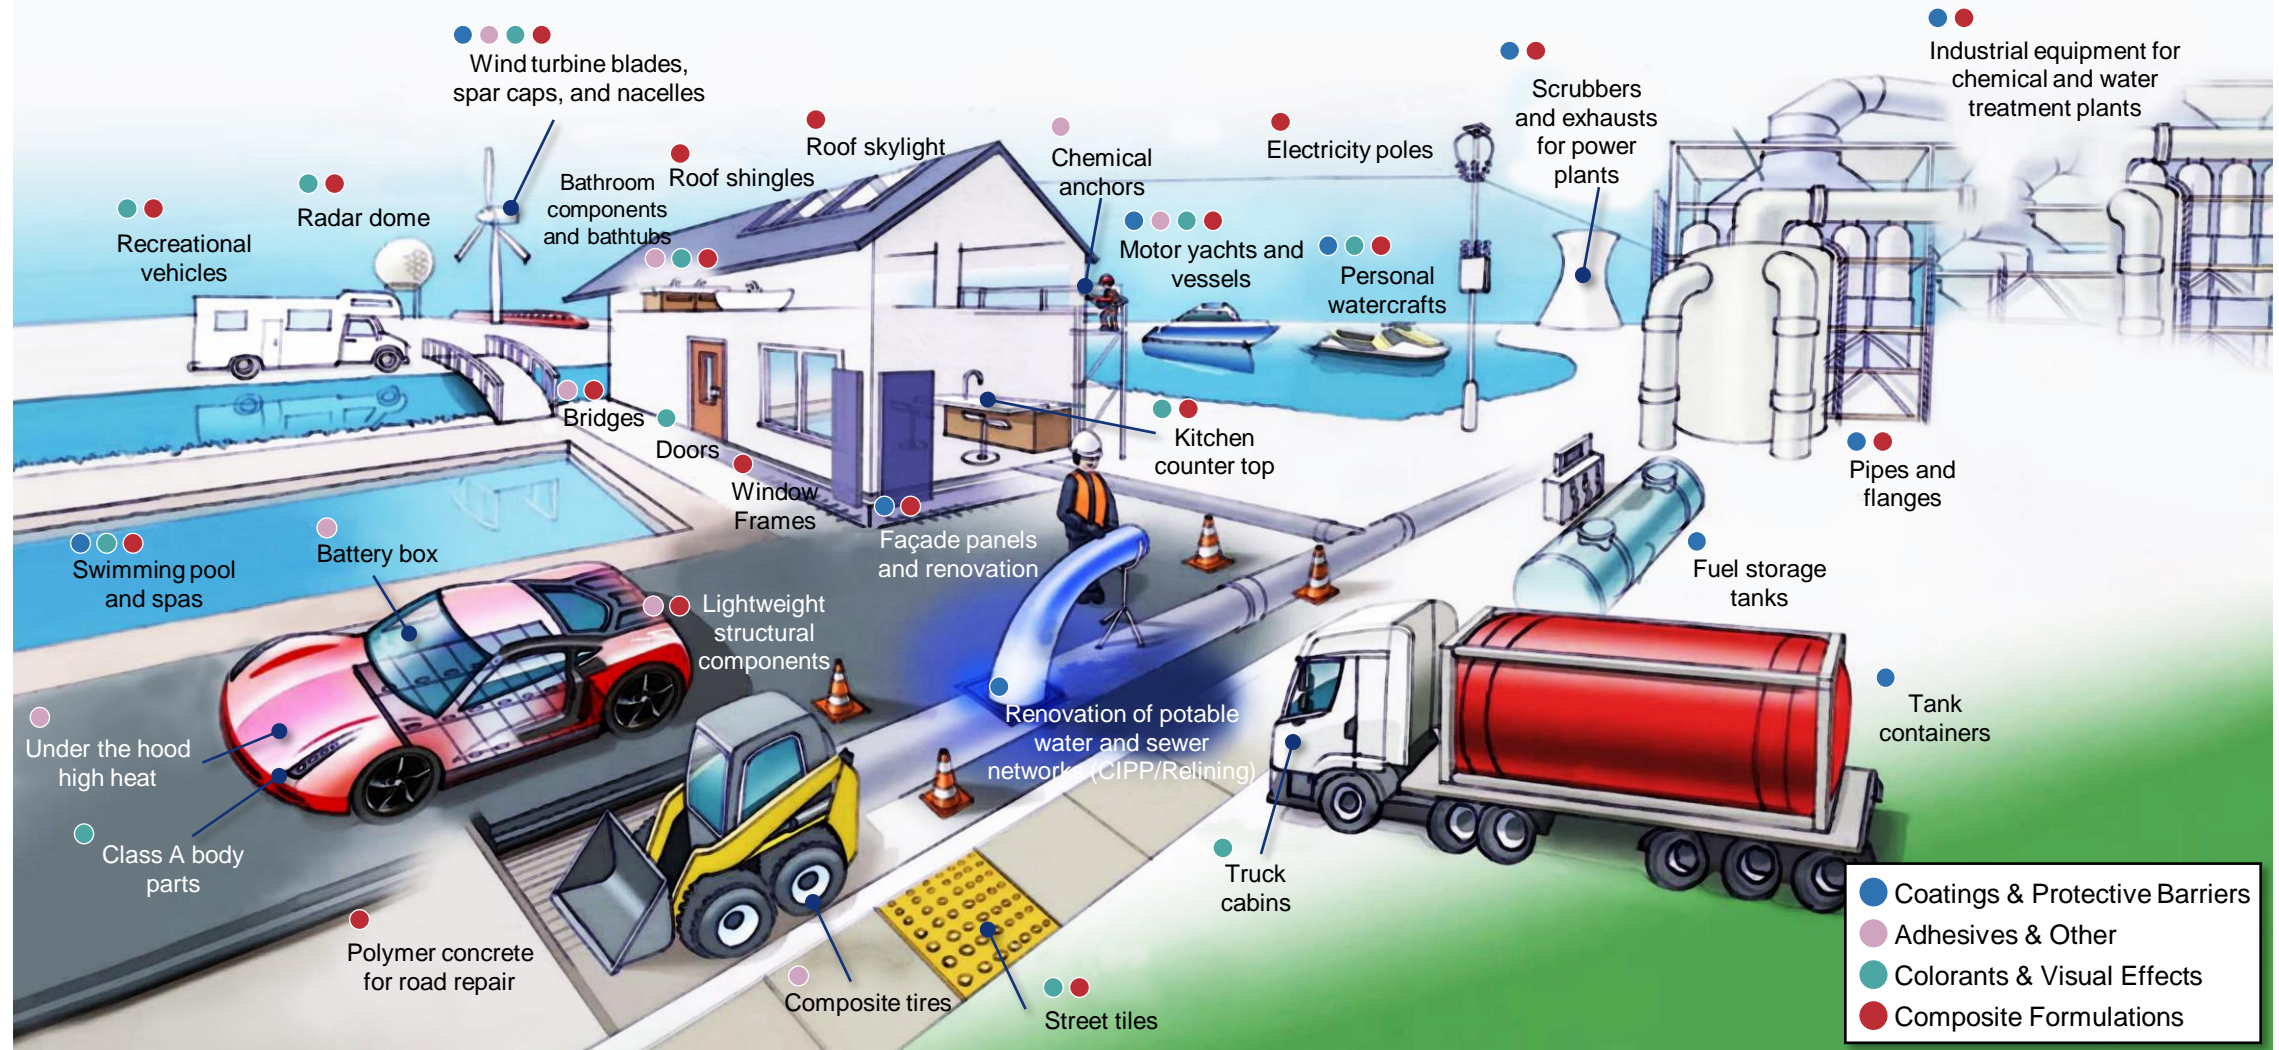 Wind turbine blades,
spar caps, and nacelles
Industrial equipment for
chemical and water
treatment plants
Scrubbers
and exhausts
for power
plants
Roof skylight
Electricity poles
Chemical
anchors
Roof shingles
Bathroom
components
and bathtubs
Radar dome
Recreational
vehicles
Motor yachts and
vessels
Personal
watercrafts
Bridges
Doors
Window
Frames
Kitchen
counter top
Pipes and
flanges
Façade panels
and renovation
Battery box
Swimming pool
and spas
Fuel storage
tanks
Lightweight
structural
components
Renovation of potable
water and sewer
networks (CIPP/Relining)
Tank
containers
Under the hood
high heat
Class A body
parts
Truck
cabins
Polymer concrete
for road repair
Composite tires
Street tiles
Coatings & Protective Barriers
Adhesives & Other
Colorants & Visual Effects
Composite Formulations